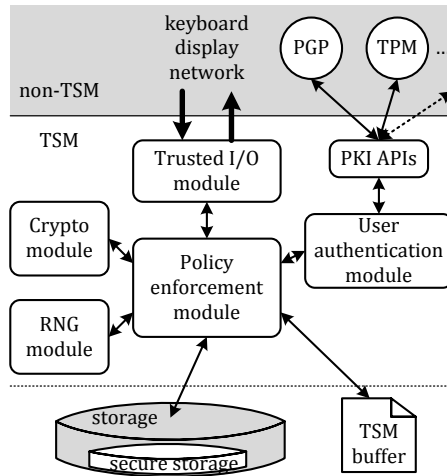 keyboard
display
network
PGP
TPM
...
non-TSM
TSM
Trusted I/O
module
PKI APIs
Crypto
module
User
authentication
module
Policy
enforcement
module
RNG
module
storage
secure storage
TSM
buffer